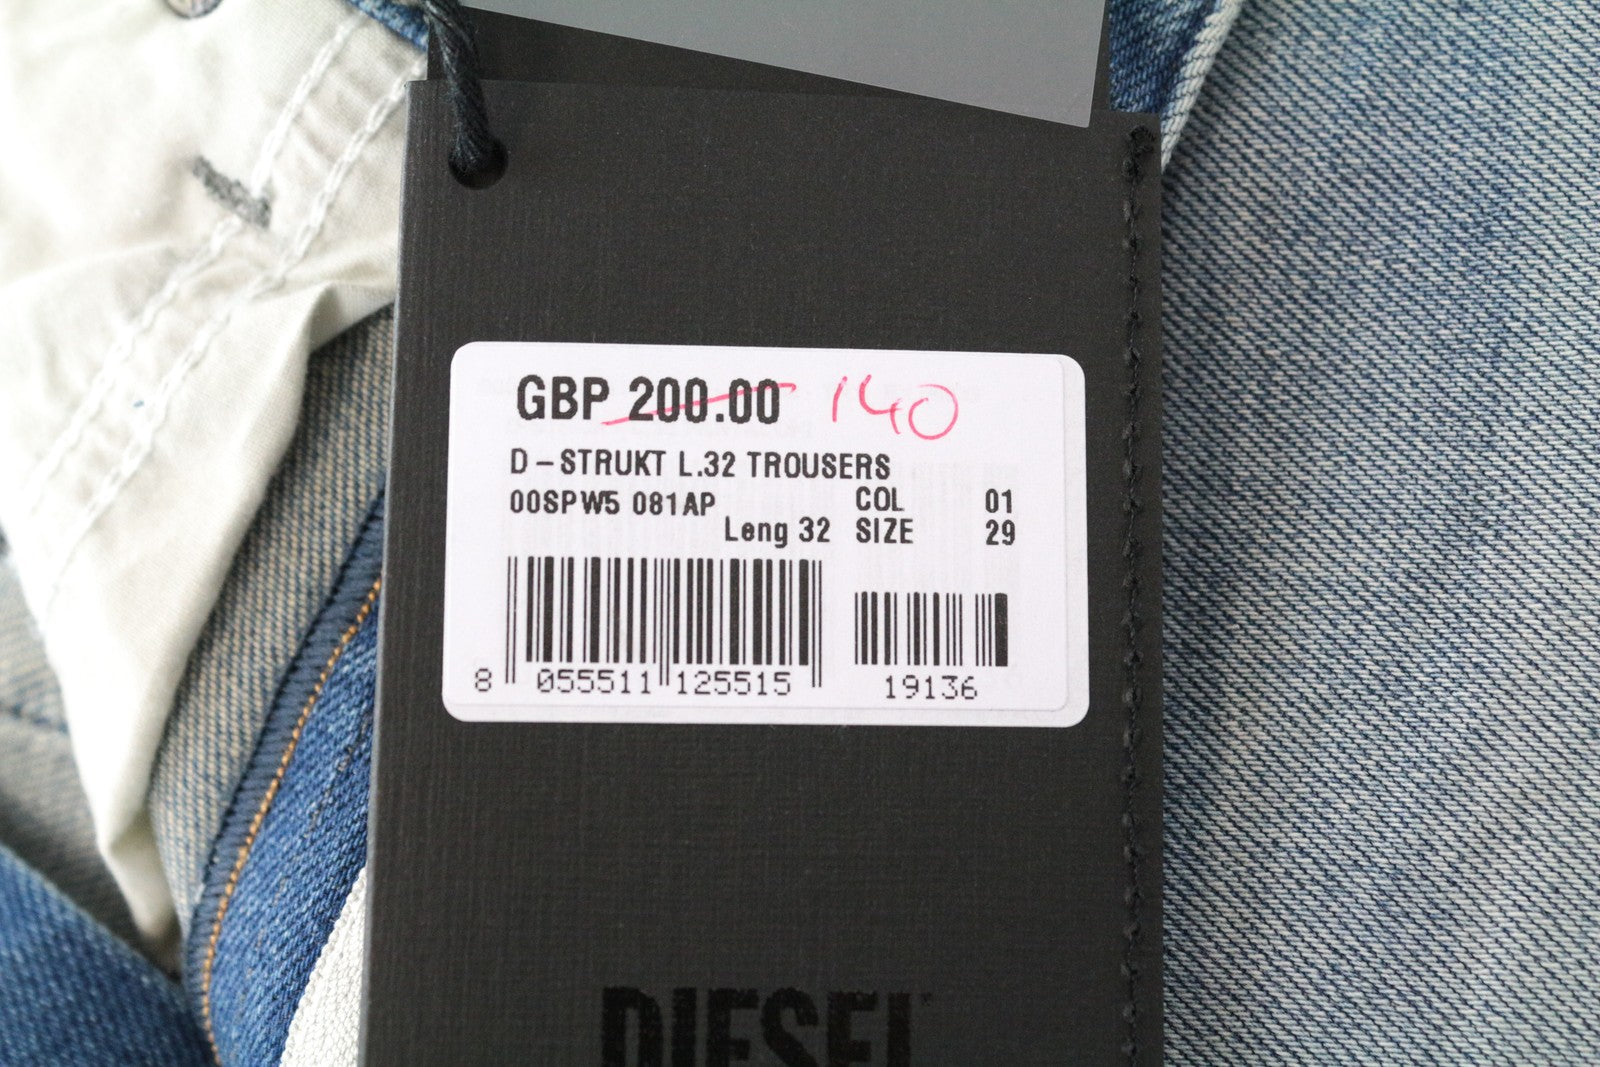 GBP 200.00 140
D-STRUKT L.32 TROUSERS
00SPW5 081AP COL 01
Leng 32 SIZE 29
8 055511 125515
19136
DIESEL